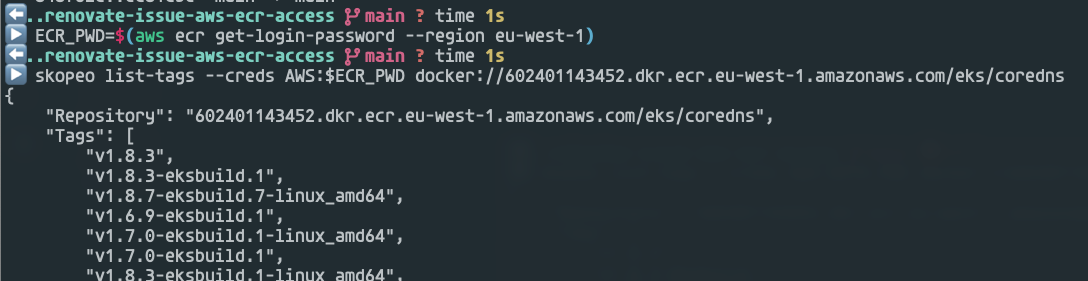 ..renovate-issue-aws-ecr-access main ? time 1s
ECR_PWD=$(aws ecr get-login-password --region eu-west-1)
..renovate-issue-aws-ecr-access main ? time 1s
skopeo list-tags --creds AWS:$ECR_PWD docker://602401143452.dkr.ecr.eu-west-1.amazonaws.com/eks/coredns
{
    "Repository": "602401143452.dkr.ecr.eu-west-1.amazonaws.com/eks/coredns",
    "Tags": [
        "v1.8.3",
        "v1.8.3-eksbuild.1",
        "v1.8.7-eksbuild.7-linux_amd64",
        "v1.6.9-eksbuild.1",
        "v1.7.0-eksbuild.1-linux_amd64",
        "v1.7.0-eksbuild.1",
        "v1.8.3-eksbuild.1-linux_amd64",